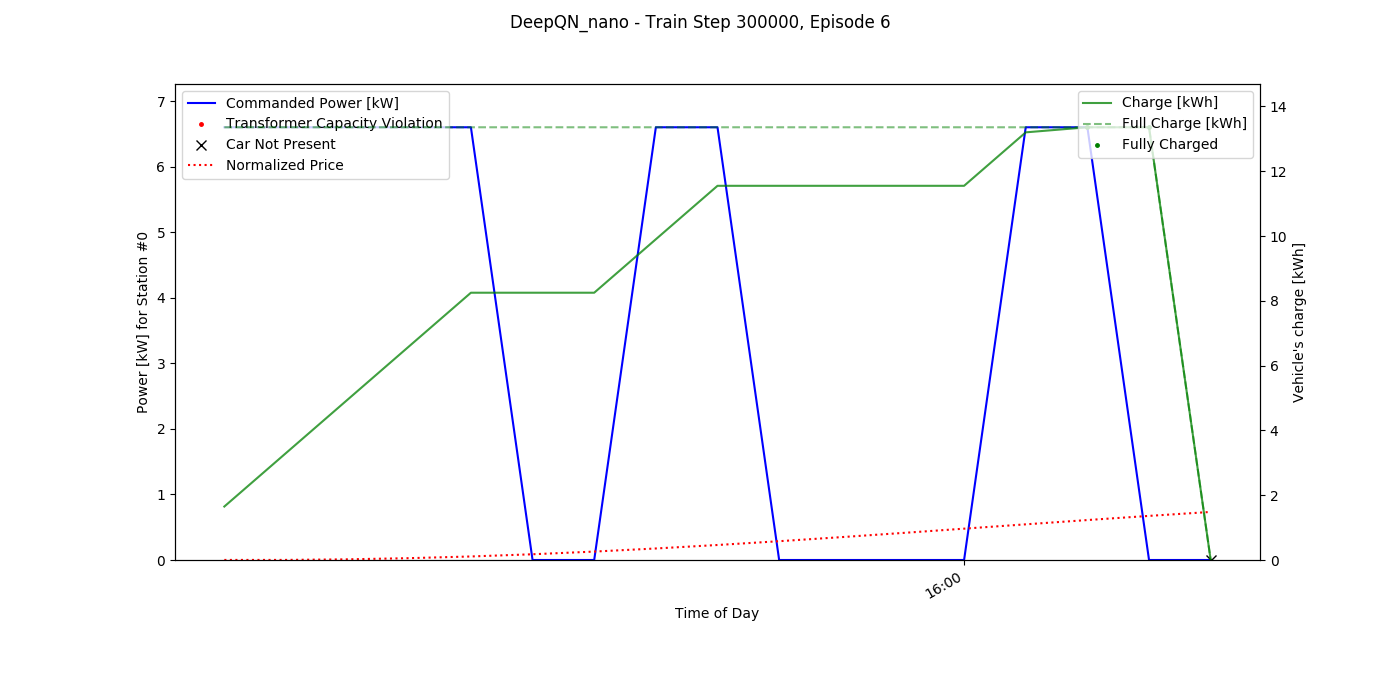 DeepQN_nano - Train Step 300000, Episode 6
7
6
5
4
3
2
1
0
Power [kW] for Station #0
Commanded Power [kW]
Transformer Capacity Violation
Car Not Present
Normalized Price
Charge [kWh]
Full Charge [kWh]
Fully Charged
14
12
10
8
6
4
2
0
Vehicle's charge [kWh]
16:00
Time of Day